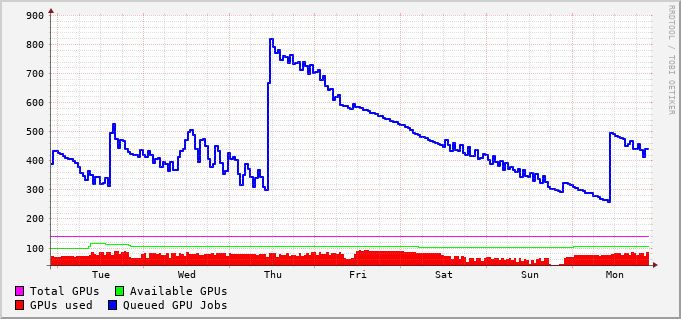 RRDTOOL / TOBI OETIKER
900
800
700
600
500
400
300
200
100
Tue Wed Thu Fri Sat Sun Mon
Total GPUs Available GPUs
GPUs used Queued GPU Jobs